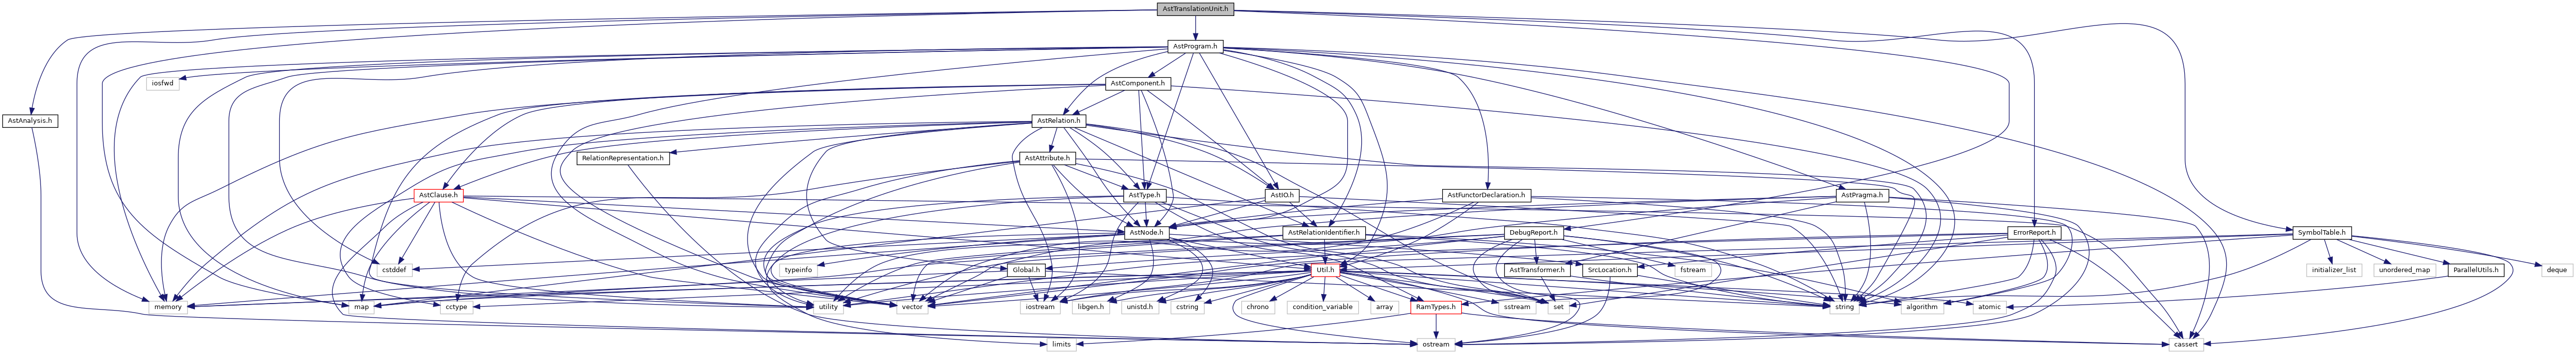 AstTranslationUnit.h
AstProgram.h
iosfwd
AstComponent.h
AstAnalysis.h
AstRelation.h
RelationRepresentation.h
AstAttribute.h
AstClause.h
AstType.h
AstIO.h
AstFunctorDeclaration.h
AstPragma.h
AstNode.h
AstRelationIdentifier.h
DebugReport.h
ErrorReport.h
SymbolTable.h
cstddef
typeinfo
Global.h
Util.h
AstTransformer.h
SrcLocation.h
fstream
initializer_list
unordered_map
ParallelUtils.h
deque
memory
map
cctype
utility
vector
iostream
libgen.h
unistd.h
cstring
chrono
condition_variable
array
RamTypes.h
sstream
set
string
algorithm
atomic
limits
ostream
cassert